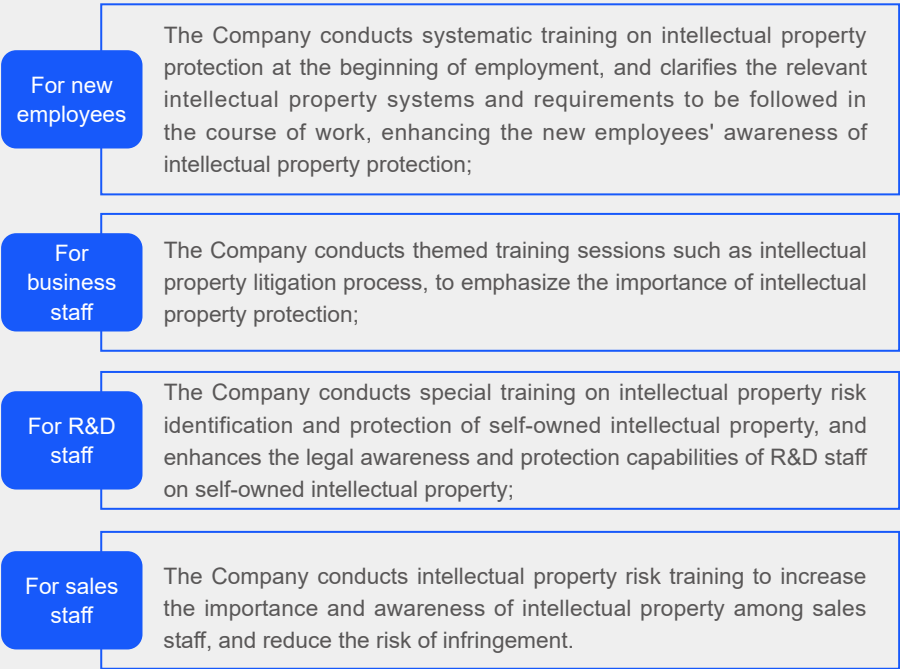 For new
employees
The Company conducts systematic training on intellectual property
protection at the beginning of employment, and clarifies the relevant
intellectual property systems and requirements to be followed in
the course of work, enhancing the new employees' awareness of
intellectual property protection;
For
business
staff
The Company conducts themed training sessions such as intellectual
property litigation process, to emphasize the importance of intellectual
property protection;
For R&D
staff
The Company conducts special training on intellectual property risk
identification and protection of self-owned intellectual property, and
enhances the legal awareness and protection capabilities of R&D staff
on self-owned intellectual property;
For sales
staff
The Company conducts intellectual property risk training to increase
the importance and awareness of intellectual property among sales
staff, and reduce the risk of infringement.